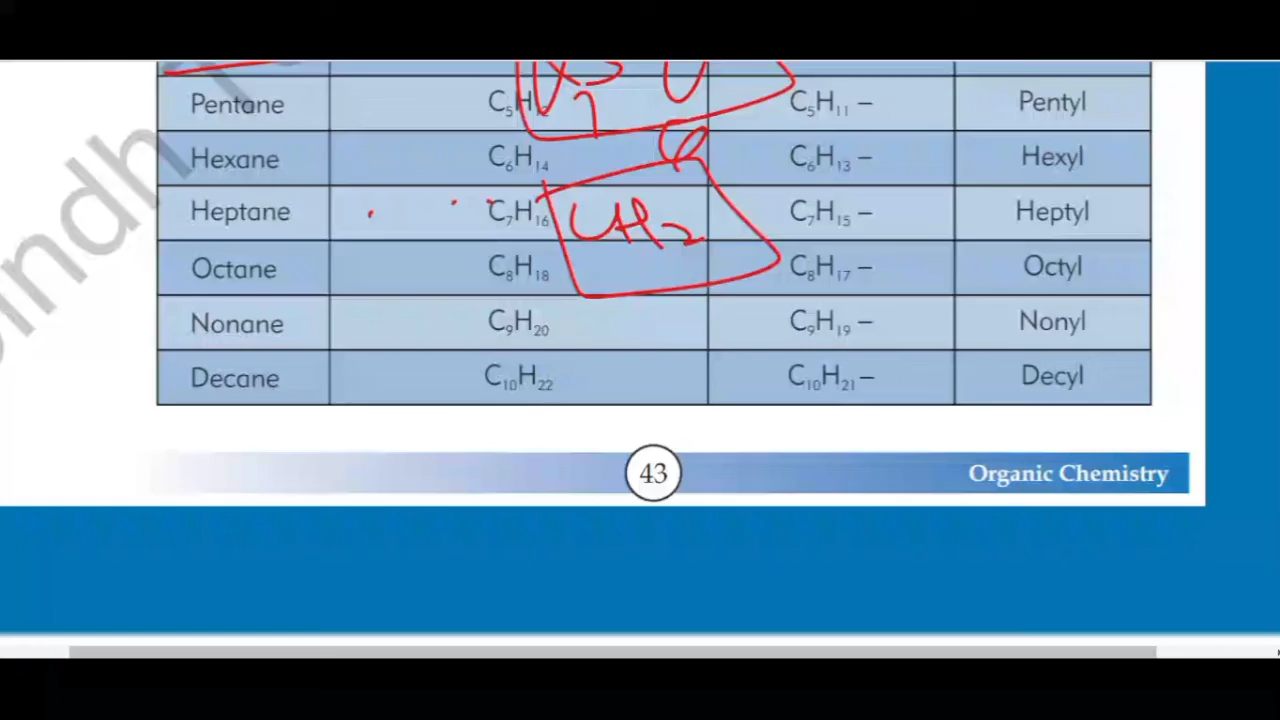 Pentane C₅H₁₂ C₅H₁₁ – Pentyl
Hexane C₆H₁₄ C₆H₁₃ – Hexyl
Heptane C₇H₁₆ CH₂ C₇H₁₅ – Heptyl
Octane C₈H₁₈ C₈H₁₇ – Octyl
Nonane C₉H₂₀ C₉H₁₉ – Nonyl
Decane C₁₀H₂₂ C₁₀H₂₁ – Decyl
43 Organic Chemistry